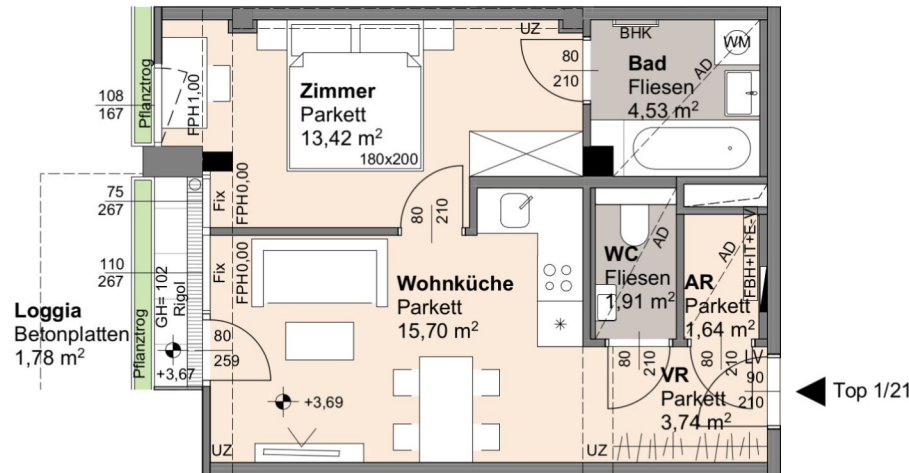 UZ
BHK
WM
80
210
Bad
Fliesen
4,53 m²
AD
Zimmer
Parkett
13,42 m²
180x200
Pflanztrog
108
167
FPH1,00
75
267
Fix
FPH0,00
80
210
110
267
Fix
FPH0,00
Loggia
Betonplatten
1,78 m²
Pflanztrog
GH= 102
Rigol
+3,67
80
259
Wohnküche
Parkett
15,70 m²
+3,69
WC
Fliesen
1,91 m²
AD
AR
Parkett
1,64 m²
AD
FBH+IT+E-V
80
210
80
210
LV
90
210
VR
Parkett
3,74 m²
Top 1/21
UZ
UZ